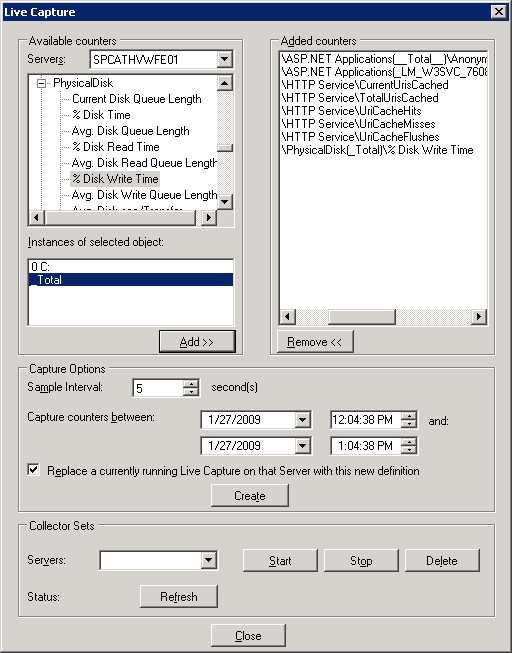 Live Capture
Available counters
Servers: SPCATHVWFE01
PhysicalDisk
Current Disk Queue Length
% Disk Time
Avg. Disk Queue Length
% Disk Read Time
Avg. Disk Read Queue Length
% Disk Write Time
Avg. Disk Write Queue Length
Avg. Disk sec/Transfer
Instances of selected object:
0 C:
_Total
Add >>
Added counters
\ASP.NET Applications(__Total__)\Anonym
\ASP.NET Applications(_LM_W3SVC_7608
\HTTP Service\CurrentUrisCached
\HTTP Service\TotalUrisCached
\HTTP Service\UriCacheHits
\HTTP Service\UriCacheMisses
\HTTP Service\UriCacheFlushes
\PhysicalDisk(_Total)\% Disk Write Time
Remove <<
Capture Options
Sample Interval: 5 second(s)
Capture counters between: 1/27/2009 12:04:38 PM and:
1/27/2009 1:04:38 PM
Replace a currently running Live Capture on that Server with this new definition
Create
Collector Sets
Servers: Start Stop Delete
Status: Refresh
Close